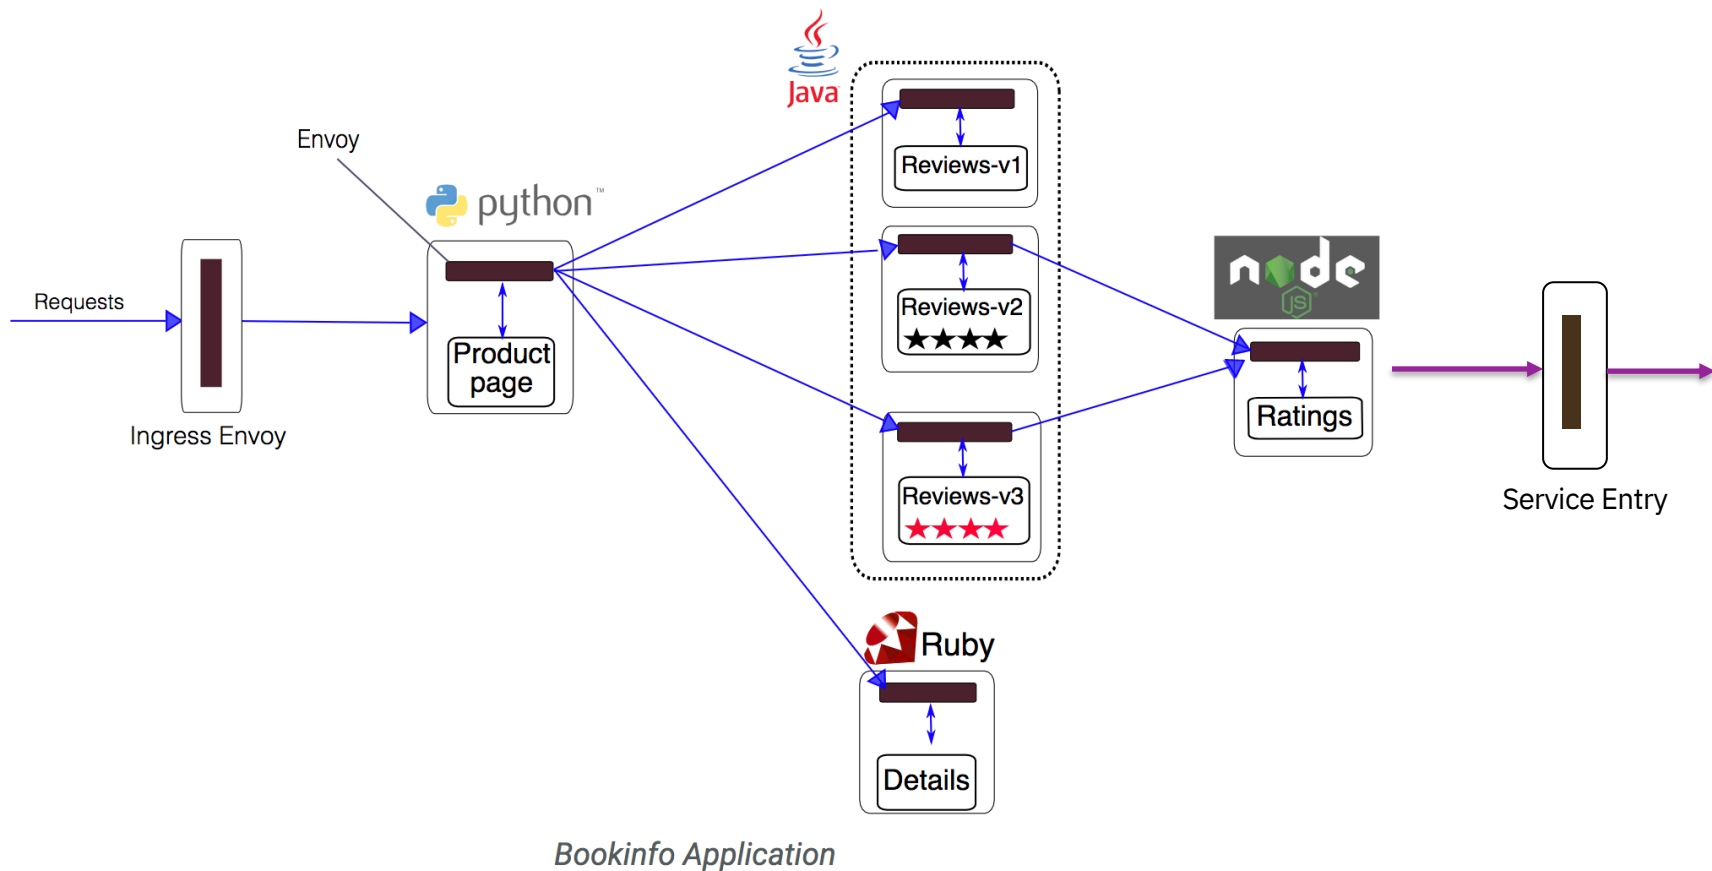 Java
Envoy
python™
Requests
Ingress Envoy
Product
page
Reviews-v1
Reviews-v2
Reviews-v3
node
JS
Ratings
Service Entry
Ruby
Details
Bookinfo Application